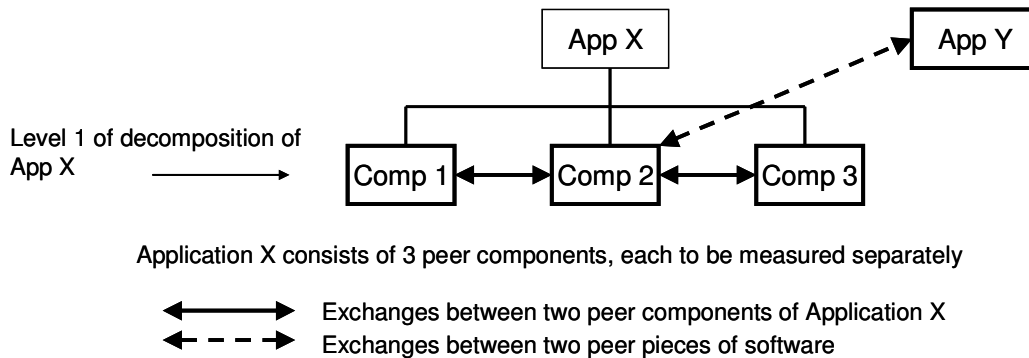 App X
App Y
Level 1 of decomposition of
App X
Comp 1
Comp 2
Comp 3
Application X consists of 3 peer components, each to be measured separately
Exchanges between two peer components of Application X
Exchanges between two peer pieces of software